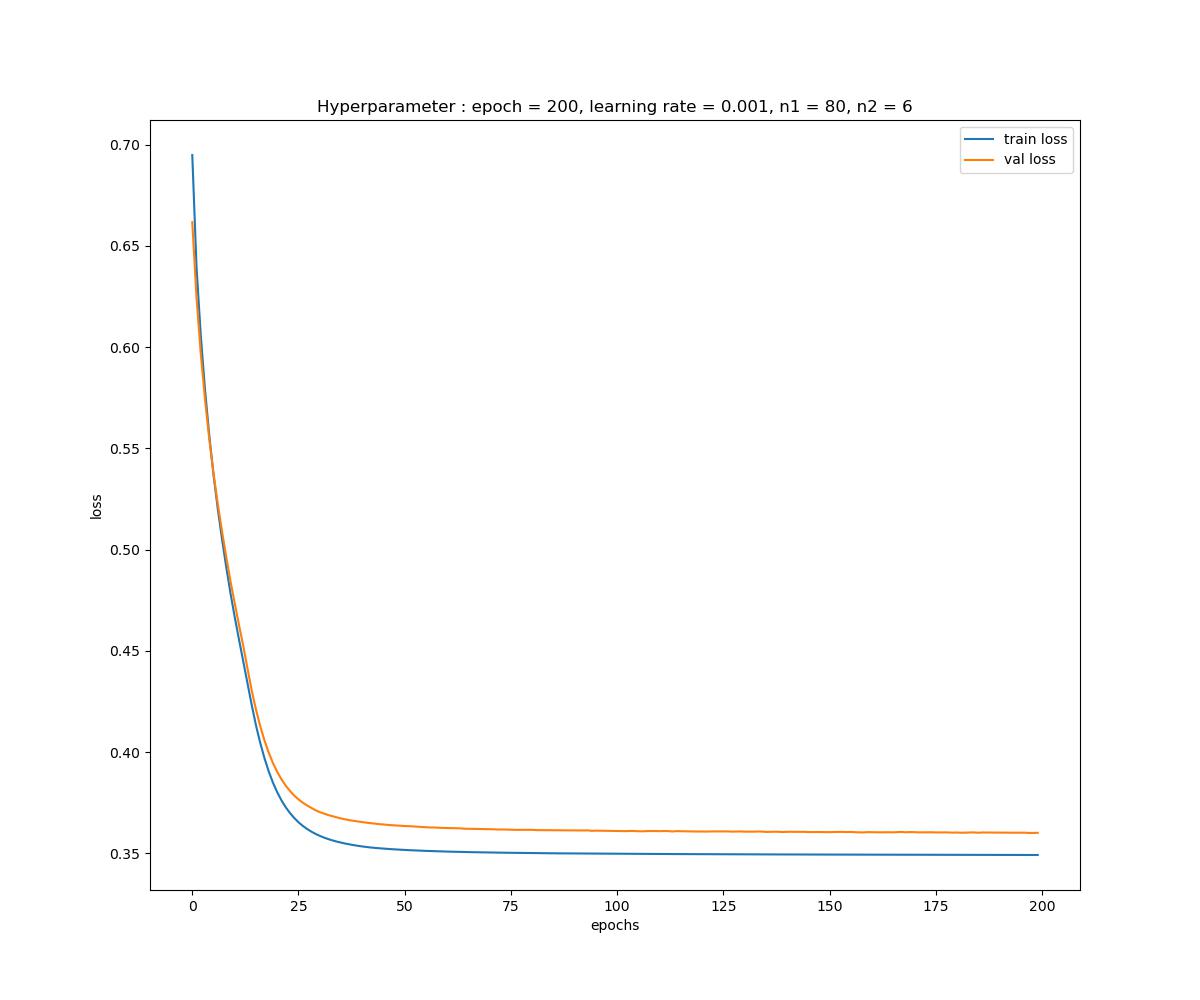 Hyperparameter : epoch = 200, learning rate = 0.001, n1 = 80, n2 = 6
train loss
val loss
0.70
0.65
0.60
0.55
0.50
0.45
0.40
0.35
loss
0 25 50 75 100 125 150 175 200
epochs